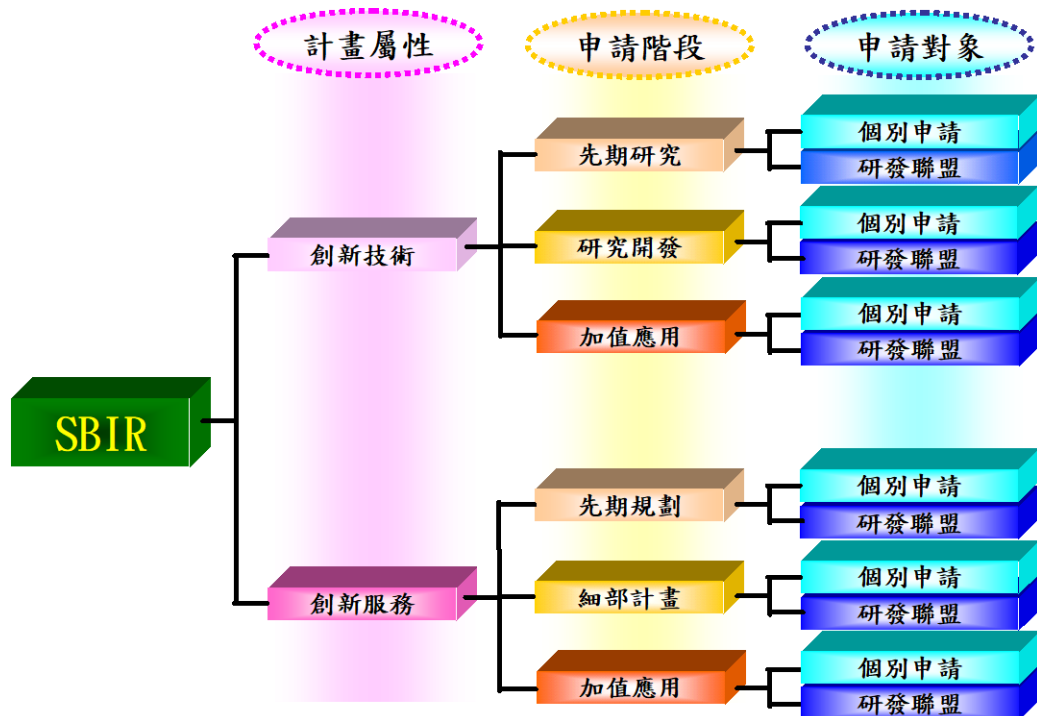 計畫屬性
申請階段
申請對象
SBIR
創新技術
先期研究
個別申請
研發聯盟
研究開發
個別申請
研發聯盟
加值應用
個別申請
研發聯盟
創新服務
先期規劃
個別申請
研發聯盟
細部計畫
個別申請
研發聯盟
加值應用
個別申請
研發聯盟